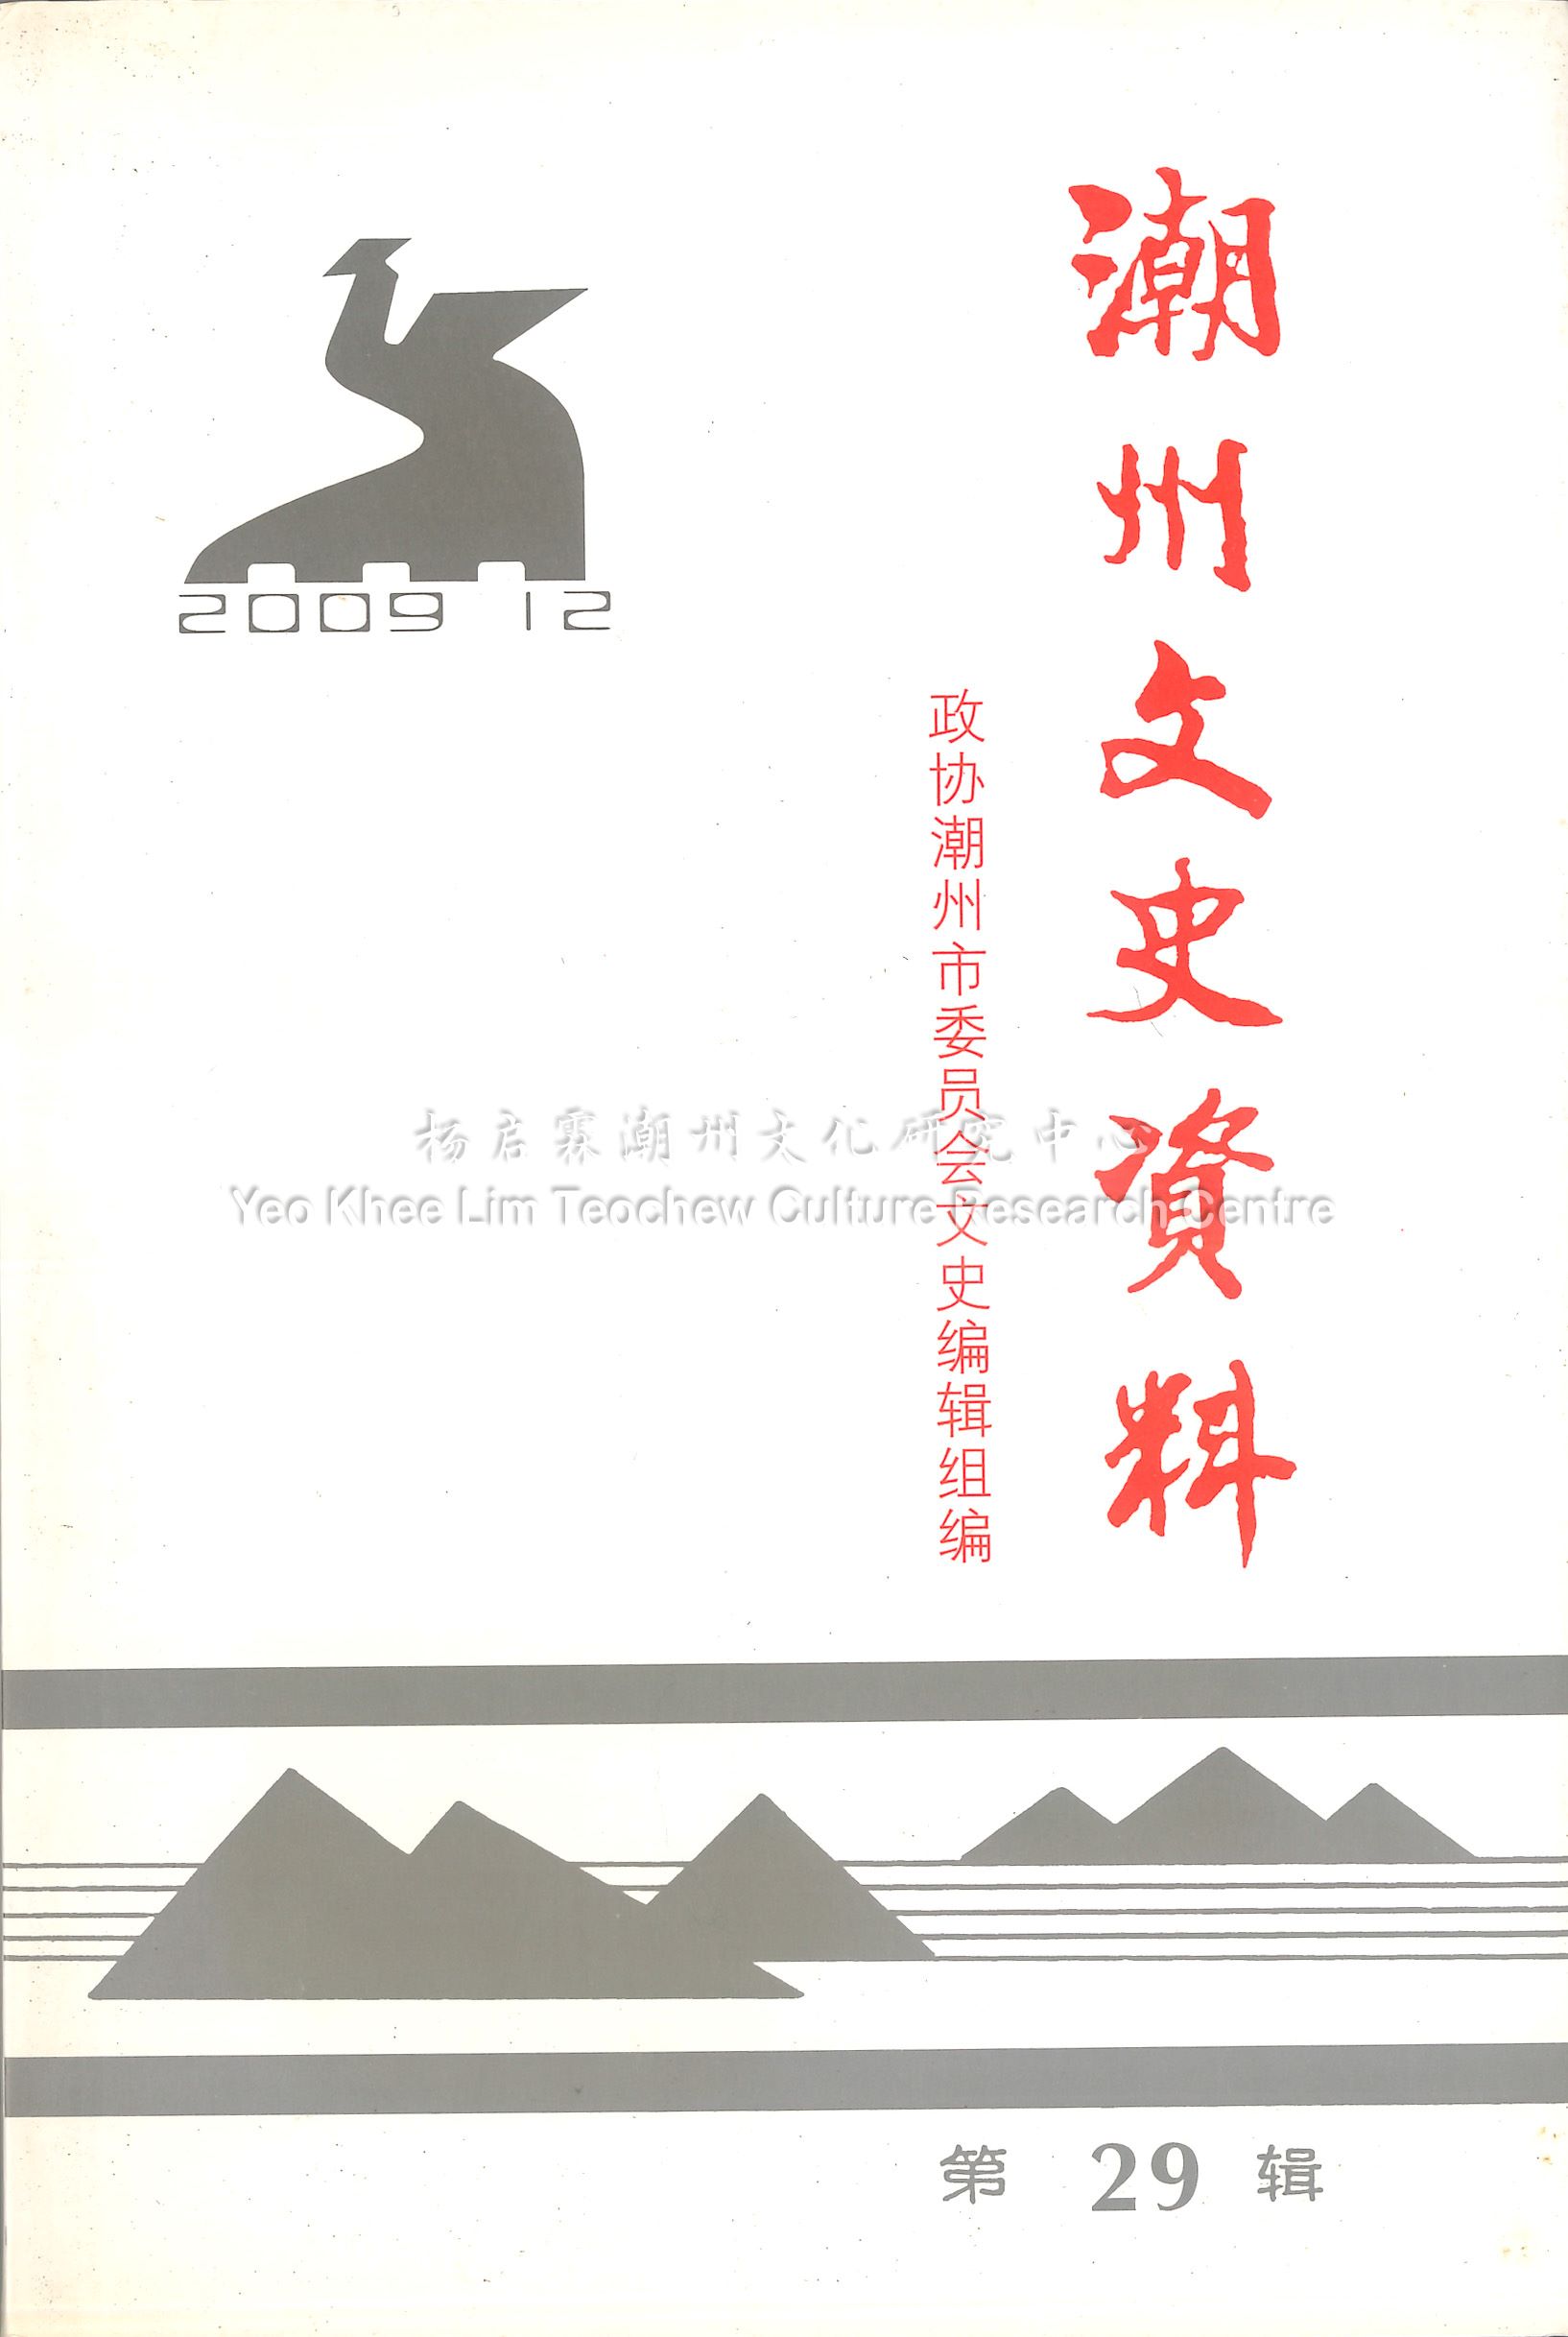 潮州文史資料
政协潮州市委员会文史编辑组编
2009 12
杨启霖潮州文化研究中心
Yeo Khee Lim Teochew Culture Research Centre
第 29 辑